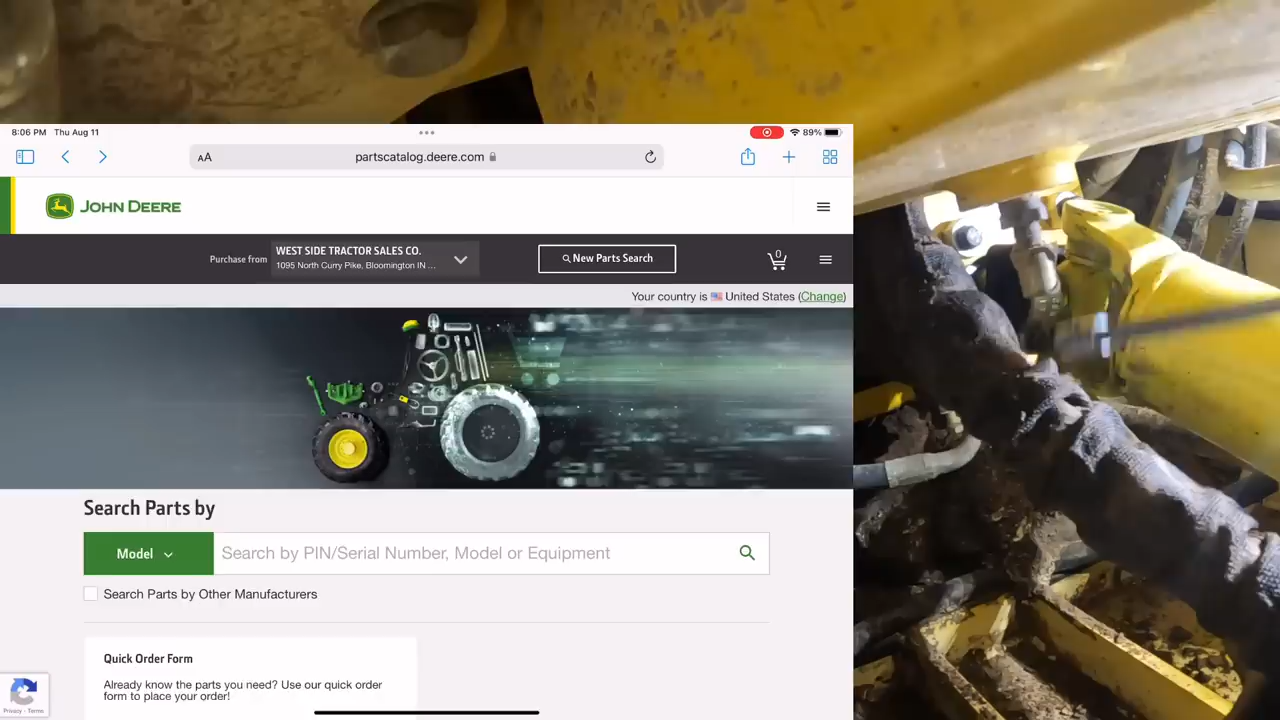 8:06 PM Thu Aug 11
89%
AA partscatalog.deere.com
JOHN DEERE
Purchase from
WEST SIDE TRACTOR SALES CO.
1095 North Curry Pike, Bloomington IN ...
New Parts Search
0
Your country is United States (Change)
Search Parts by
Model
Search by PIN/Serial Number, Model or Equipment
Search Parts by Other Manufacturers
Quick Order Form
Already know the parts you need? Use our quick order
form to place your order!
Privacy - Terms